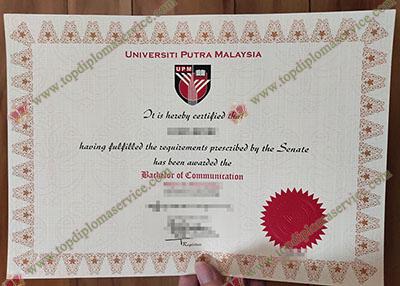 UNIVERSITI PUTRA MALAYSIA
UPM
It is hereby certified that
having fulfilled the requirements prescribed by the Senate
has been awarded the
Bachelor of Communication
Registrar
www.topdiplomaservice.com
www.topdiplomaservice.com
www.topdiplomaservice.com
www.topdiplomaservice.com